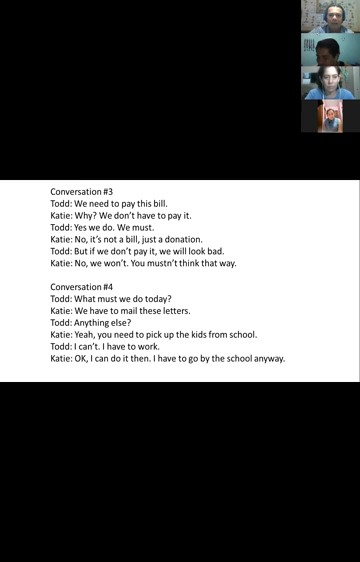 Conversation #3
Todd: We need to pay this bill.
Katie: Why? We don't have to pay it.
Todd: Yes we do. We must.
Katie: No, it's not a bill, just a donation.
Todd: But if we don't pay it, we will look bad.
Katie: No, we won't. You mustn't think that way.
Conversation #4
Todd: What must we do today?
Katie: We have to mail these letters.
Todd: Anything else?
Katie: Yeah, you need to pick up the kids from school.
Todd: I can't. I have to work.
Katie: OK, I can do it then. I have to go by the school anyway.